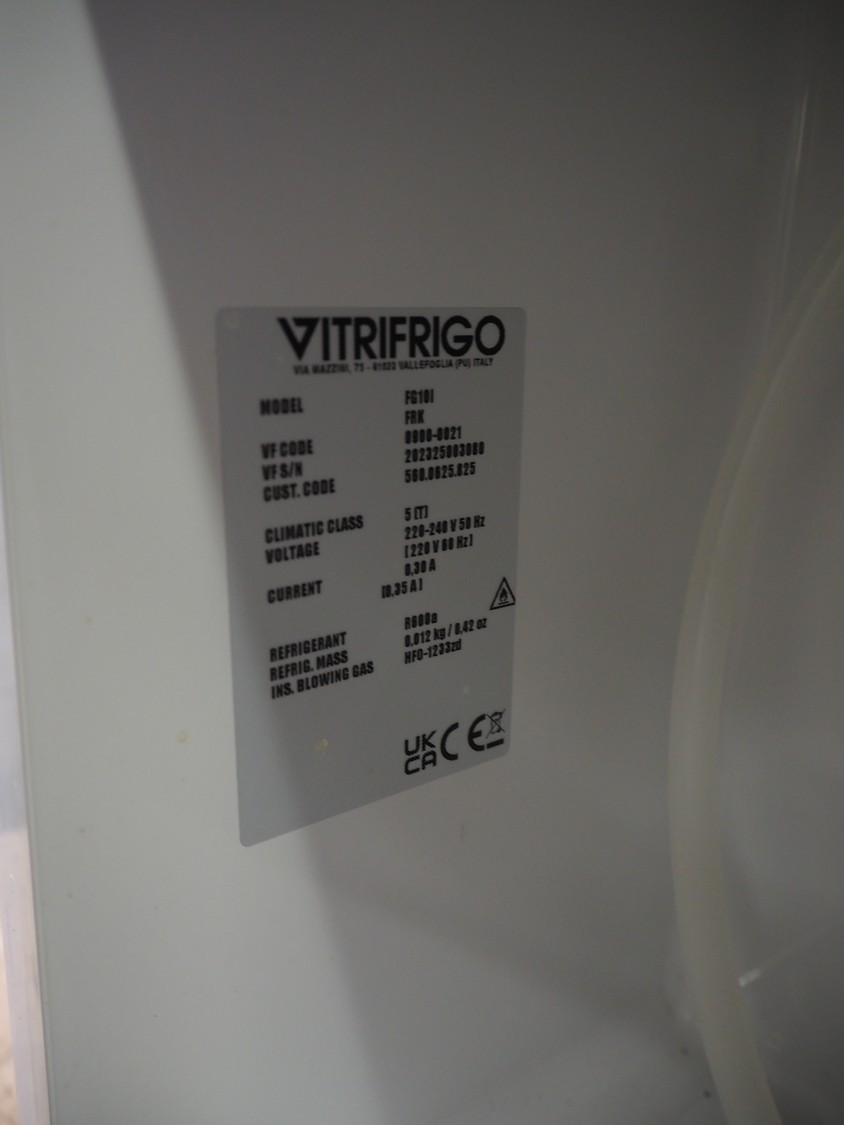 VITRIFRIGO
VIA MAZZINI, 75 - 61022 VALLEFOGLIA (PU) ITALY
MODEL FG10I
FRK
VF CODE 0000-0021
VF S/N 202325003080
CUST. CODE 560.0625.025
CLIMATIC CLASS 5 [T]
VOLTAGE 220-240 V 50 Hz
[ 220 V 60 Hz ]
CURRENT 0,30 A
[0,35 A ]
REFRIGERANT R600a
REFRIG. MASS 0,012 kg / 0,42 oz
INS. BLOWING GAS HFO-1233zd
UK
CA CE